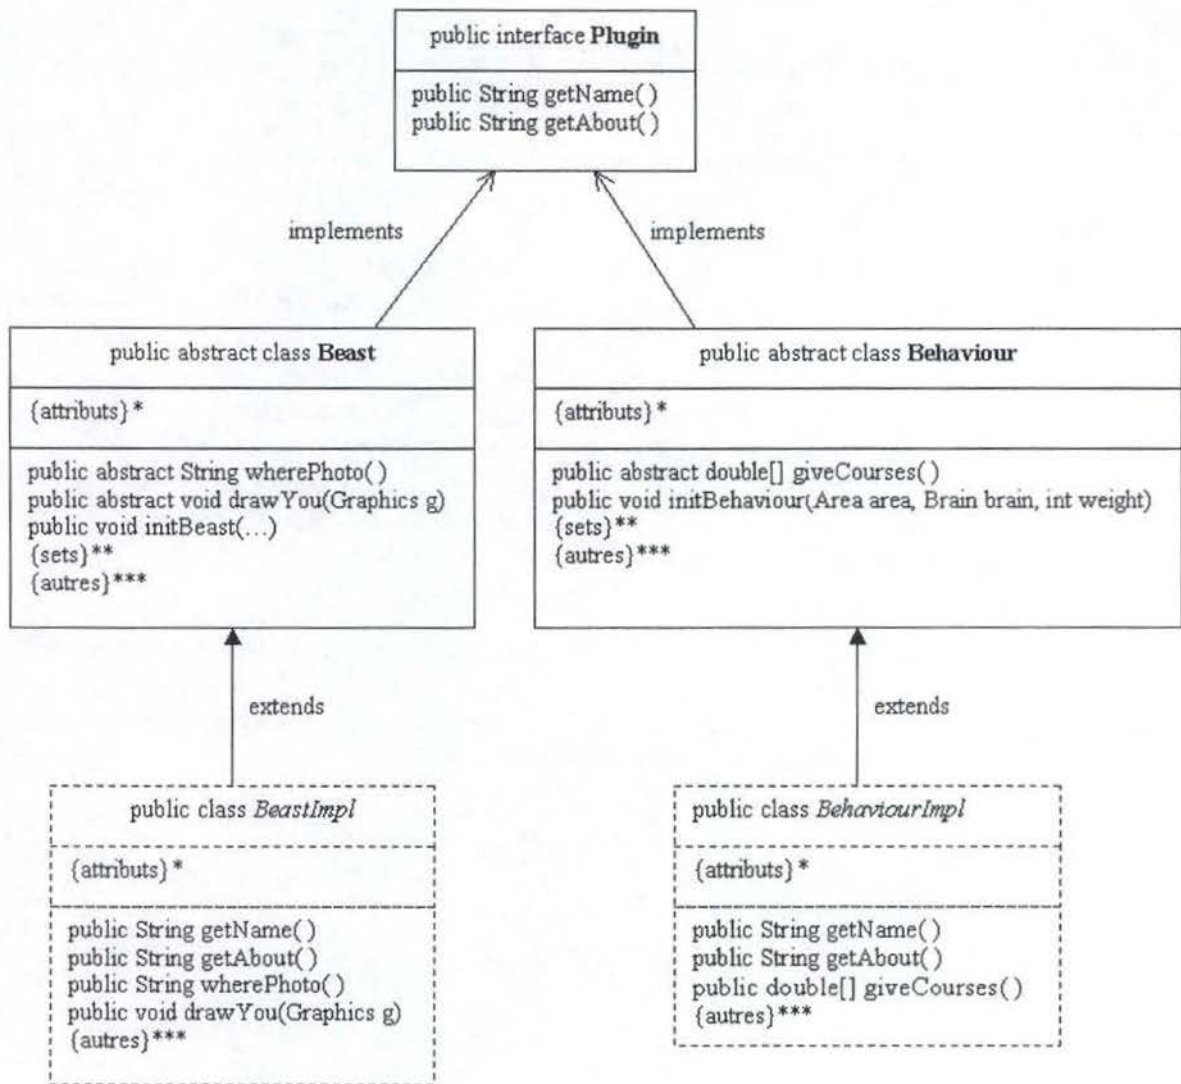 public interface Plugin
public String getName()
public String getAbout()
implements
implements
public abstract class Beast
{attributs}*
public abstract String wherePhoto()
public abstract void drawYou(Graphics g)
public void initBeast(...)
{sets}**
{autres}***
public abstract class Behaviour
{attributs}*
public abstract double[] giveCourses()
public void initBehaviour(Area area, Brain brain, int weight)
{sets}**
{autres}***
extends
extends
public class BeastImpl
{attributs}*
public String getName()
public String getAbout()
public String wherePhoto()
public void drawYou(Graphics g)
{autres}***
public class BehaviourImpl
{attributs}*
public String getName()
public String getAbout()
public double[] giveCourses()
{autres}***